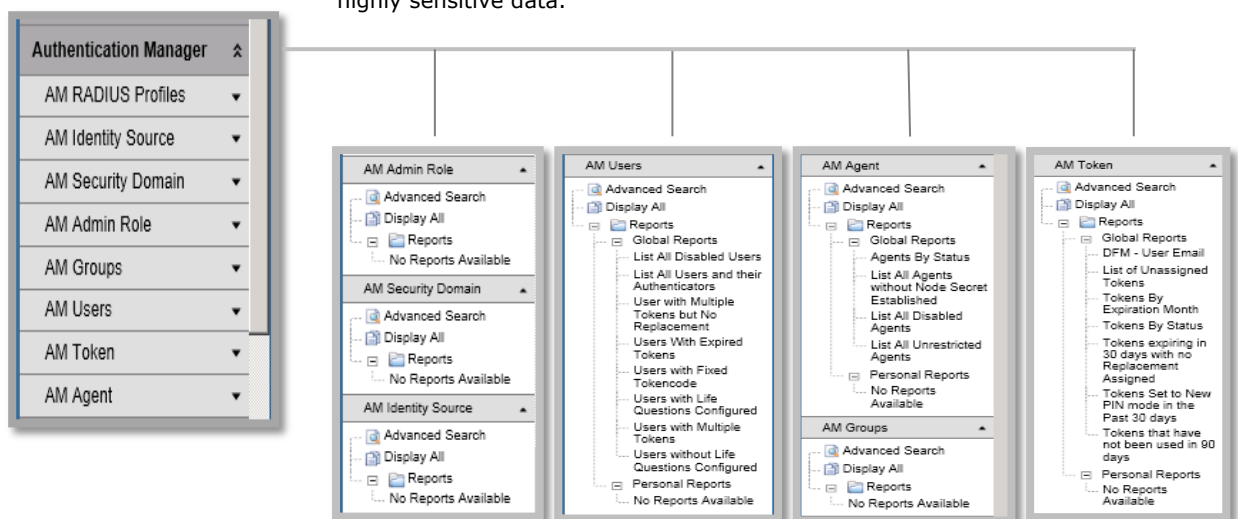 highly sensitive data.
Authentication Manager
AM RADIUS Profiles
AM Identity Source
AM Security Domain
AM Admin Role
AM Groups
AM Users
AM Token
AM Agent
AM Admin Role
Advanced Search
Display All
Reports
No Reports Available
AM Security Domain
Advanced Search
Display All
Reports
No Reports Available
AM Identity Source
Advanced Search
Display All
Reports
No Reports Available
AM Users
Advanced Search
Display All
Reports
Global Reports
List All Disabled Users
List All Users and their
Authenticators
User with Multiple
Tokens but No
Replacement
Users With Expired
Tokens
Users with Fixed
Tokencode
Users with Life
Questions Configured
Users with Multiple
Tokens
Users without Life
Questions Configured
Personal Reports
No Reports Available
AM Agent
Advanced Search
Display All
Reports
Global Reports
Agents By Status
List All Agents
without Node Secret
Established
List All Disabled
Agents
List All Unrestricted
Agents
Personal Reports
No Reports
Available
AM Groups
Advanced Search
Display All
Reports
No Reports Available
AM Token
Advanced Search
Display All
Reports
Global Reports
DFM - User Email
List of Unassigned
Tokens
Tokens By
Expiration Month
Tokens By Status
Tokens expiring in
30 days with no
Replacement
Assigned
Tokens Set to New
PIN mode in the
Past 30 days
Tokens that have
not been used in 90
days
Personal Reports
No Reports
Available